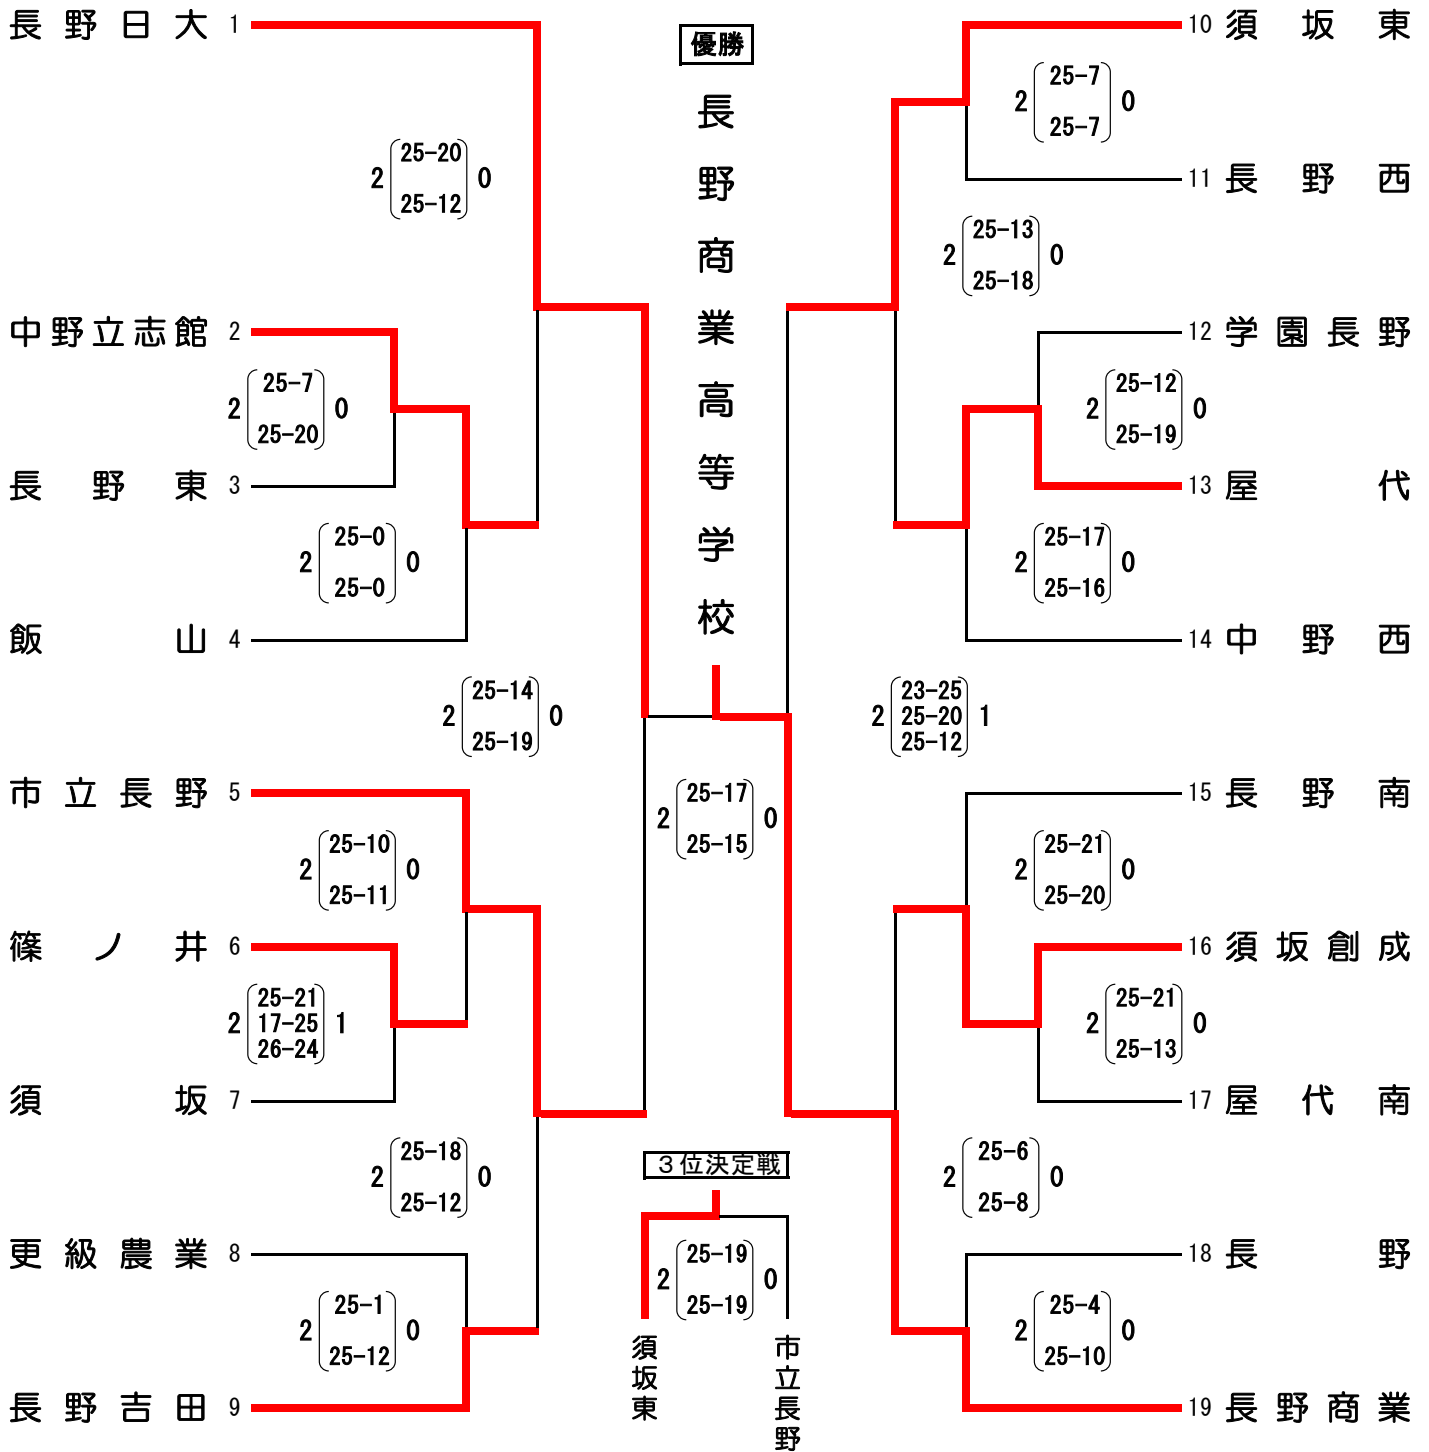 長野日大 1
2 25-20 0
25-12
中野立志館 2
2 25-7 0
25-20
長野東 3
2 25-0 0
25-0
飯山 4
2 25-14 0
25-19
市立長野 5
2 25-10 0
25-11
篠ノ井 6
25-21
2 17-25 1
26-24
須坂 7
2 25-18 0
25-12
更級農業 8
2 25-1 0
25-12
長野吉田 9
優勝
長野商業高等学校
2 25-17 0
25-15
3位決定戦
2 25-19 0
25-19
須坂東
市立長野
10 須坂東
2 25-7 0
25-7
11 長野西
2 25-13 0
25-18
12 学園長野
2 25-12 0
25-19
13 屋代
2 25-17 0
25-16
14 中野西
23-25
2 25-20 1
25-12
15 長野南
2 25-21 0
25-20
16 須坂創成
2 25-21 0
25-13
17 屋代南
2 25-6 0
25-8
18 長野
2 25-4 0
25-10
19 長野商業